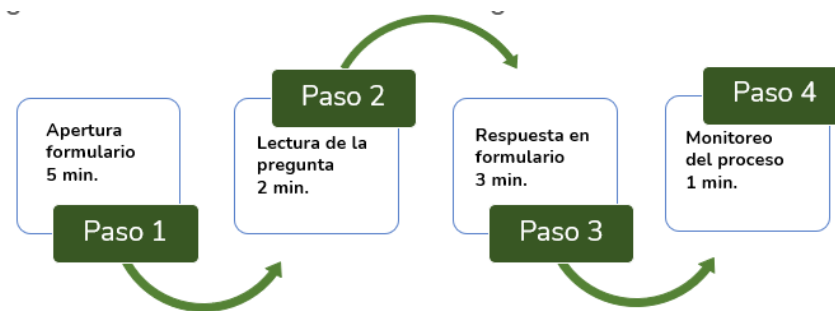 Apertura
formulario
5 min.
Paso 1
Paso 2
Lectura de la
pregunta
2 min.
Respuesta en
formulario
3 min.
Paso 3
Paso 4
Monitoreo
del proceso
1 min.